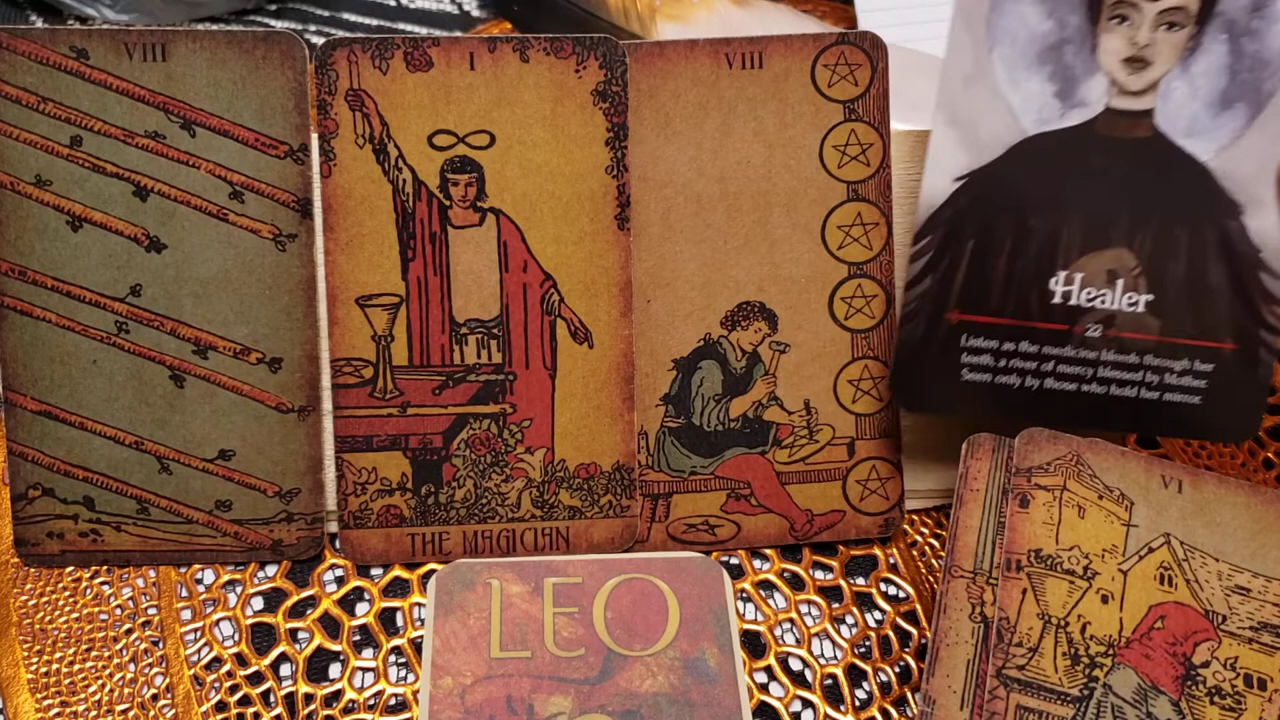 VIII
I
VIII
THE MAGICIAN
Healer
22
Listen as the medicine bleeds through her
teeth, a river of mercy blessed by Mother.
Seen only by those who hold her mirror.
VI
LEO